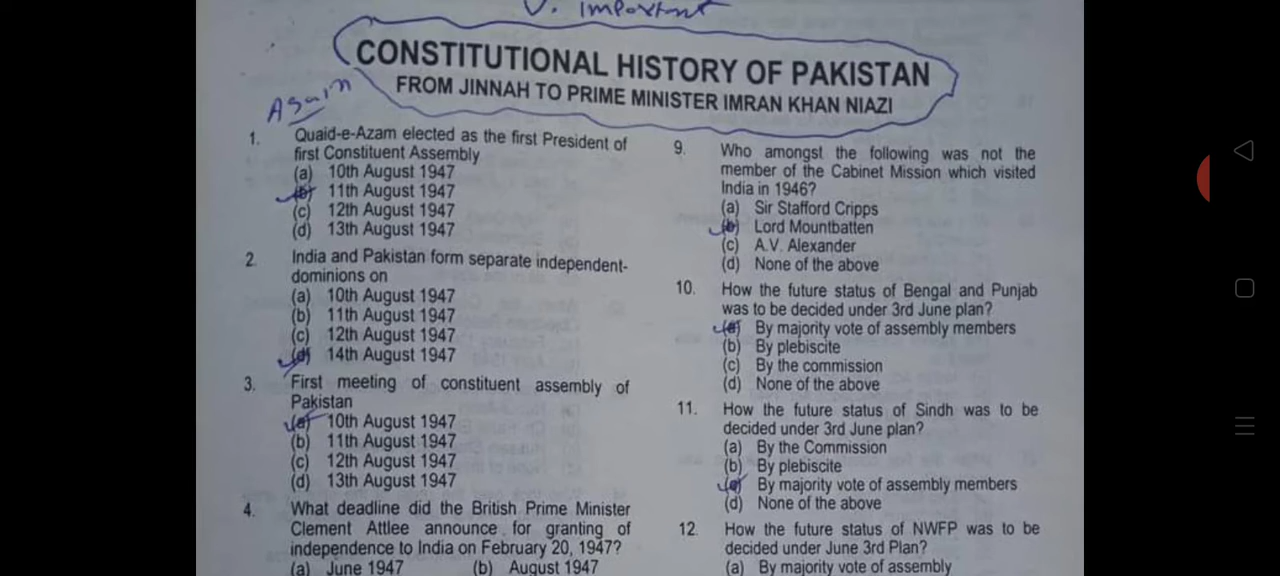 V. Important
CONSTITUTIONAL HISTORY OF PAKISTAN
FROM JINNAH TO PRIME MINISTER IMRAN KHAN NIAZI
Again
1. Quaid-e-Azam elected as the first President of
first Constituent Assembly
(a) 10th August 1947
(b) 11th August 1947
(c) 12th August 1947
(d) 13th August 1947
2. India and Pakistan form separate independent-
dominions on
(a) 10th August 1947
(b) 11th August 1947
(c) 12th August 1947
(d) 14th August 1947
3. First meeting of constituent assembly of
Pakistan
(a) 10th August 1947
(b) 11th August 1947
(c) 12th August 1947
(d) 13th August 1947
4. What deadline did the British Prime Minister
Clement Attlee announce for granting of
independence to India on February 20, 1947?
(a) June 1947 (b) August 1947
9. Who amongst the following was not the
member of the Cabinet Mission which visited
India in 1946?
(a) Sir Stafford Cripps
(b) Lord Mountbatten
(c) A.V. Alexander
(d) None of the above
10. How the future status of Bengal and Punjab
was to be decided under 3rd June plan?
(a) By majority vote of assembly members
(b) By plebiscite
(c) By the commission
(d) None of the above
11. How the future status of Sindh was to be
decided under 3rd June plan?
(a) By the Commission
(b) By plebiscite
(c) By majority vote of assembly members
(d) None of the above
12. How the future status of NWFP was to be
decided under June 3rd Plan?
(a) By majority vote of assembly